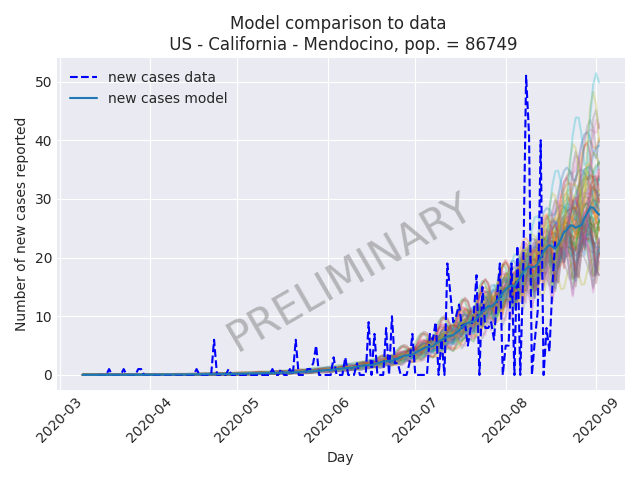 Model comparison to data
US - California - Mendocino, pop. = 86749
new cases data
new cases model
Number of new cases reported
50
40
30
20
10
0
PRELIMINARY
2020-03
2020-04
2020-05
2020-06
2020-07
2020-08
2020-09
Day